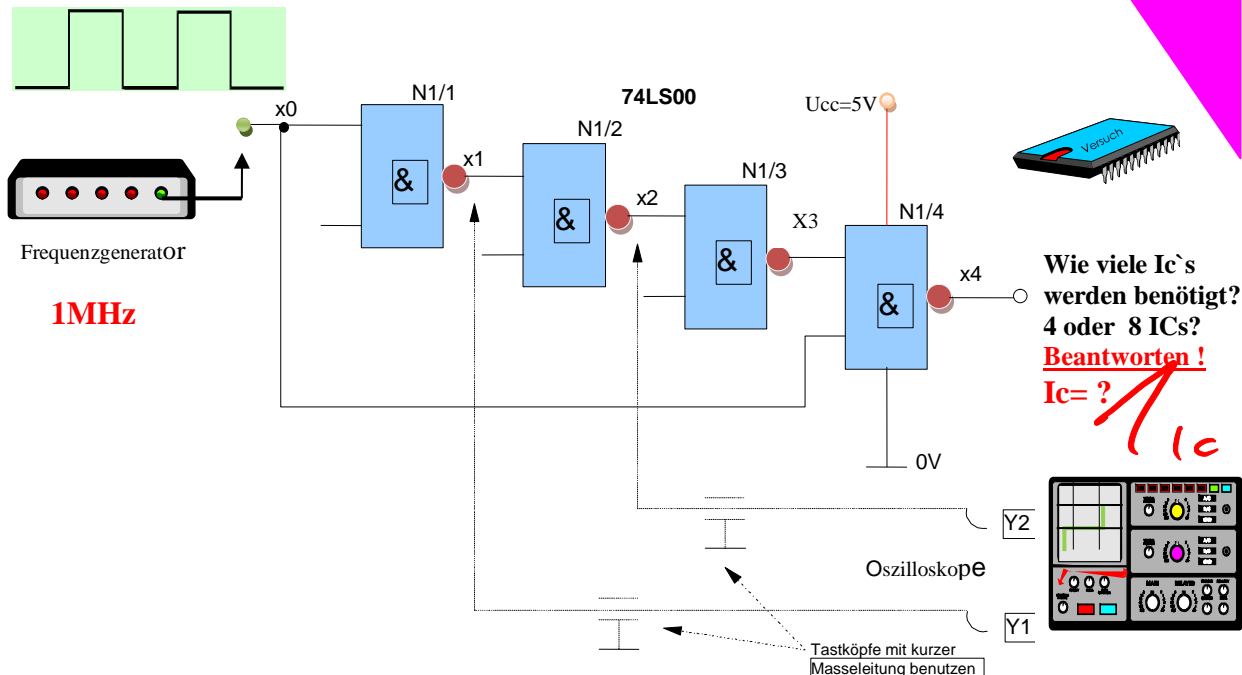 N1/1
74LS00
Ucc=5V
x0
N1/2
Versuch
&
x1
N1/3
&
x2
X3
N1/4
Frequenzgenerator
&
x4
&
1MHz
Wie viele Ic`s
werden benötigt?
4 oder 8 ICs?
Beantworten !
Ic= ?
1 Ic
0V
Y2
Oszilloskope
Y1
Tastköpfe mit kurzer
Masseleitung benutzen